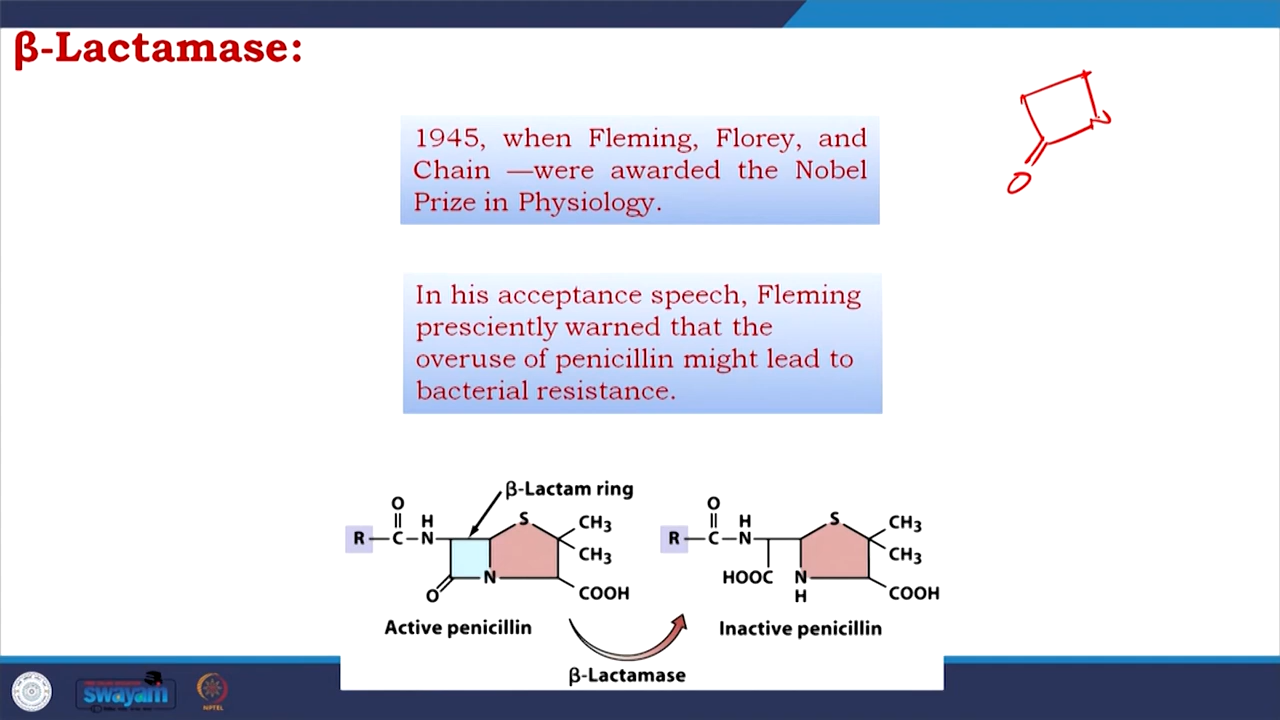 β-Lactamase:
1945, when Fleming, Florey, and
Chain —were awarded the Nobel
Prize in Physiology.
N
O
In his acceptance speech, Fleming
presciently warned that the
overuse of penicillin might lead to
bacterial resistance.
β-Lactam ring
O
H
S
CH₃
R
C
N
CH₃
N
O
COOH
Active penicillin
O
H
S
CH₃
R
C
N
CH₃
HOOC
N
H
COOH
Inactive penicillin
β-Lactamase
swayam
NPTEL